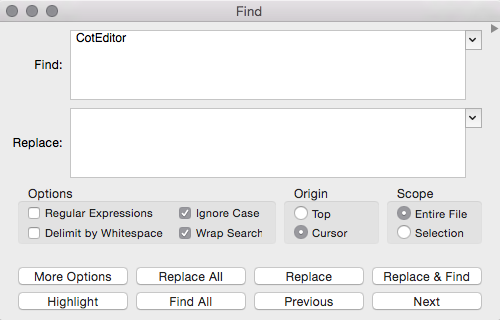 Find
Find:
CotEditor
Replace:
Options
Origin
Scope
Regular Expressions
Ignore Case
Top
Entire File
Delimit by Whitespace
Wrap Search
Cursor
Selection
More Options
Replace All
Replace
Replace & Find
Highlight
Find All
Previous
Next